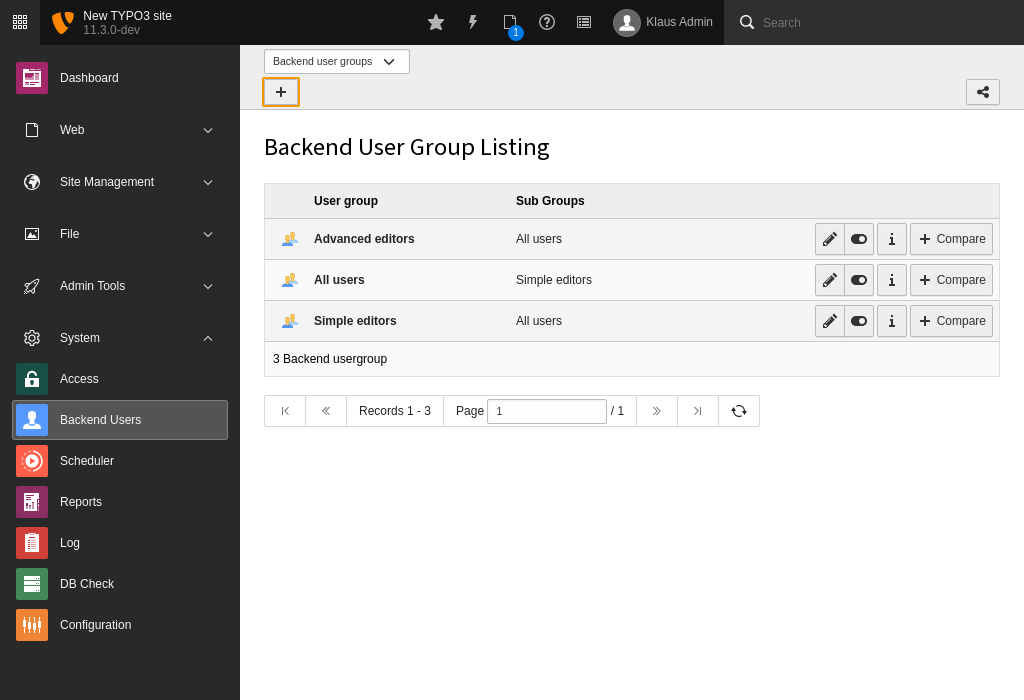 New TYPO3 site
11.3.0-dev
1
Klaus Admin
Search
Dashboard
Web
Site Management
File
Admin Tools
System
Access
Backend Users
Scheduler
Reports
Log
DB Check
Configuration
Backend user groups
Backend User Group Listing
User group Sub Groups
Advanced editors All users Compare
All users Simple editors Compare
Simple editors All users Compare
3 Backend usergroup
Records 1 - 3 Page 1 / 1